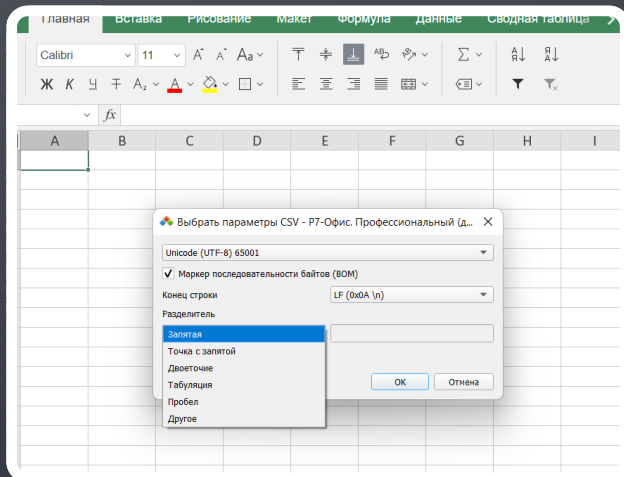 Главная Вставка Рисование Макет Формула Данные Сводная таблица
Calibri 11 A A Aa
Ж К Ч Т A₂ A
fx
A B C D E F G H I
Выбрать параметры CSV - Р7-Офис. Профессиональный (д...
Unicode (UTF-8) 65001
Маркер последовательности байтов (BOM)
Конец строки LF (0x0A \n)
Разделитель
Запятая
Точка с запятой
Двоеточие
Табуляция
Пробел
Другое
OK Отмена